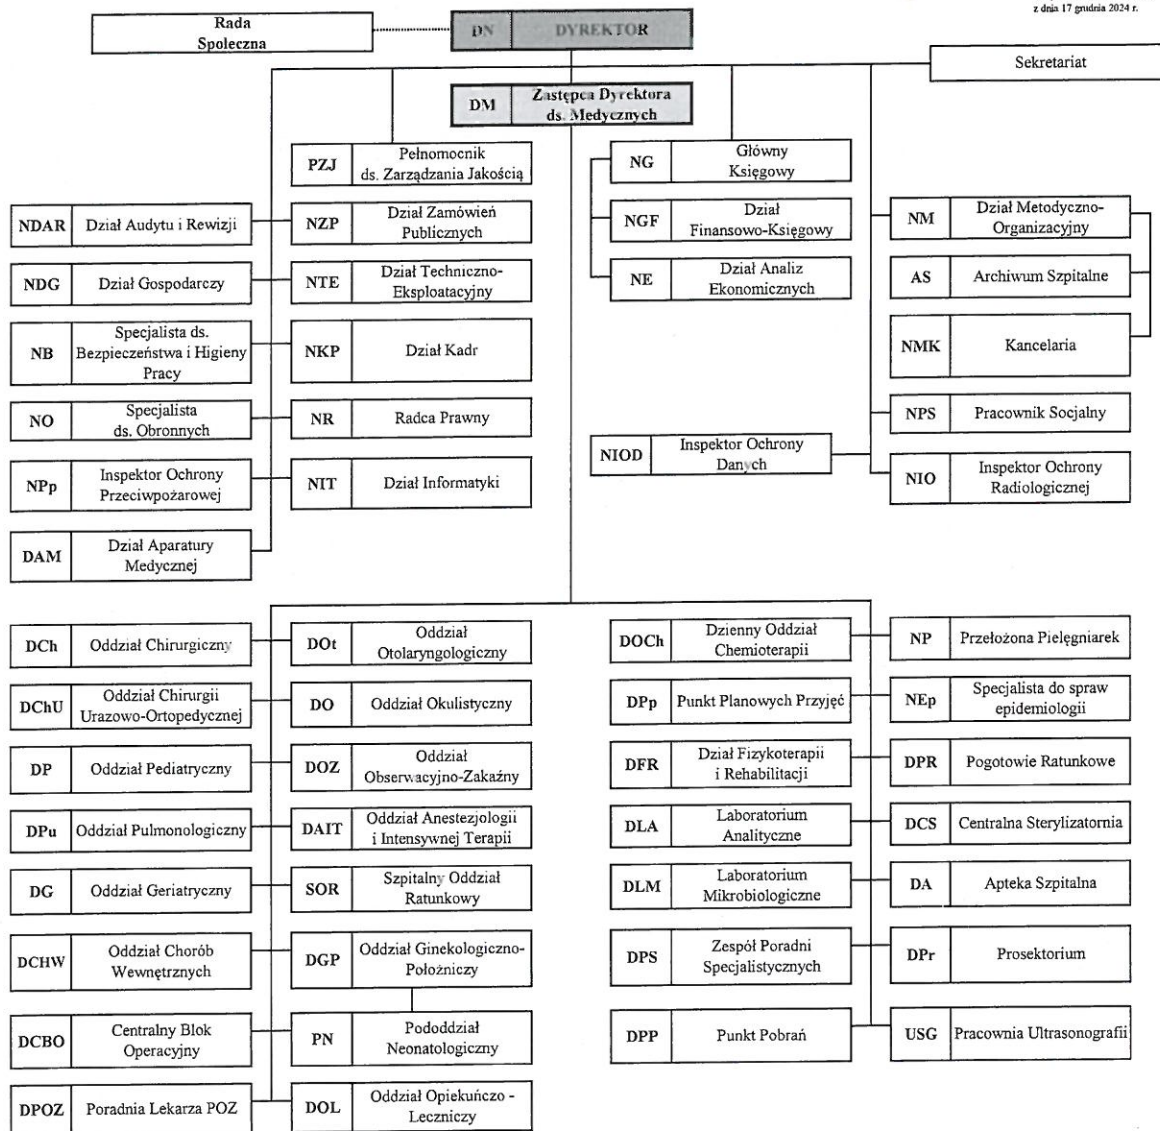 z dnia 17 grudnia 2024 r.
Rada
Społeczna
DN DYREKTOR
Sekretariat
DM Zastępca Dyrektora
ds. Medycznych
PZJ Pełnomocnik
ds. Zarządzania Jakością
NG Główny
Księgowy
NDAR Dział Audytu i Rewizji
NZP Dział Zamówień
Publicznych
NGF Dział
Finansowo-Księgowy
NM Dział Metodyczno-
Organizacyjny
NDG Dział Gospodarczy
NTE Dział Techniczno-
Eksploatacyjny
NE Dział Analiz
Ekonomicznych
AS Archiwum Szpitalne
NB Specjalista ds.
Bezpieczeństwa i Higieny
Pracy
NKP Dział Kadr
NMK Kancelaria
NO Specjalista
ds. Obronnych
NR Radca Prawny
NPS Pracownik Socjalny
NIOD Inspektor Ochrony
Danych
NPp Inspektor Ochrony
Przeciwpożarowej
NIT Dział Informatyki
NIO Inspektor Ochrony
Radiologicznej
DAM Dział Aparatury
Medycznej
DCh Oddział Chirurgiczny
DOt Oddział
Otolaryngologiczny
DOCh Dzienny Oddział
Chemioterapii
NP Przełożona Pielęgniarek
DChU Oddział Chirurgii
Urazowo-Ortopedycznej
DO Oddział Okulistyczny
DPp Punkt Planowych Przyjęć
NEp Specjalista do spraw
epidemiologii
DP Oddział Pediatryczny
DOZ Oddział
Obserwacyjno-Zakaźny
DFR Dział Fizykoterapii
i Rehabilitacji
DPR Pogotowie Ratunkowe
DPu Oddział Pulmonologiczny
DAIT Oddział Anestezjologii
i Intensywnej Terapii
DLA Laboratorium
Analityczne
DCS Centralna Sterylizatornia
DG Oddział Geriatryczny
SOR Szpitalny Oddział
Ratunkowy
DLM Laboratorium
Mikrobiologiczne
DA Apteka Szpitalna
DCHW Oddział Chorób
Wewnętrznych
DGP Oddział Ginekologiczno-
Położniczy
DPS Zespół Poradni
Specjalistycznych
DPr Prosektorium
DCBO Centralny Blok
Operacyjny
PN Pododdział
Neonatologiczny
DPP Punkt Pobrań
USG Pracownia Ultrasonografii
DPOZ Poradnia Lekarza POZ
DOL Oddział Opiekuńczo -
Leczniczy